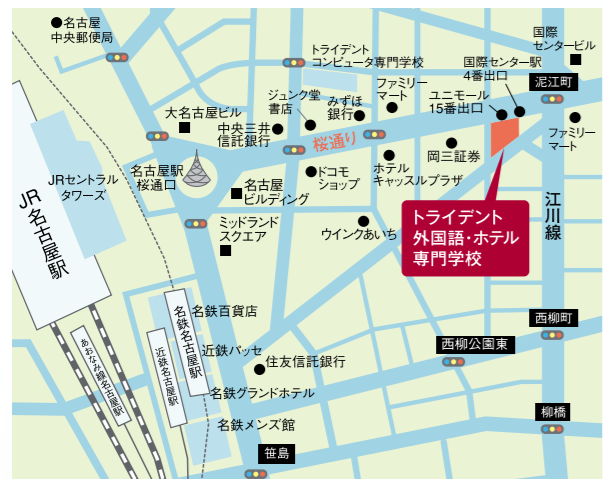 名古屋
中央郵便局
国際
センタービル
トライデント
コンピュータ専門学校
国際センター駅
4番出口
泥江町
ファミリー
マート
ユニモール
15番出口
ジュンク堂
書店
みずほ
銀行
大名古屋ビル
中央三井
信託銀行
桜通り
岡三証券
ファミリー
マート
名古屋駅
桜通口
JRセントラル
タワーズ
ドコモ
ショップ
ホテル
キャッスルプラザ
名古屋
ビルディング
JR名古屋駅
トライデント
外国語・ホテル
専門学校
江川線
ミッドランド
スクエア
ウインクあいち
名鉄百貨店
名鉄名古屋駅
西柳町
西柳公園東
近鉄パッセ
近鉄名古屋駅
あおなみ線名古屋駅
住友信託銀行
名鉄グランドホテル
柳橋
名鉄メンズ館
笹島